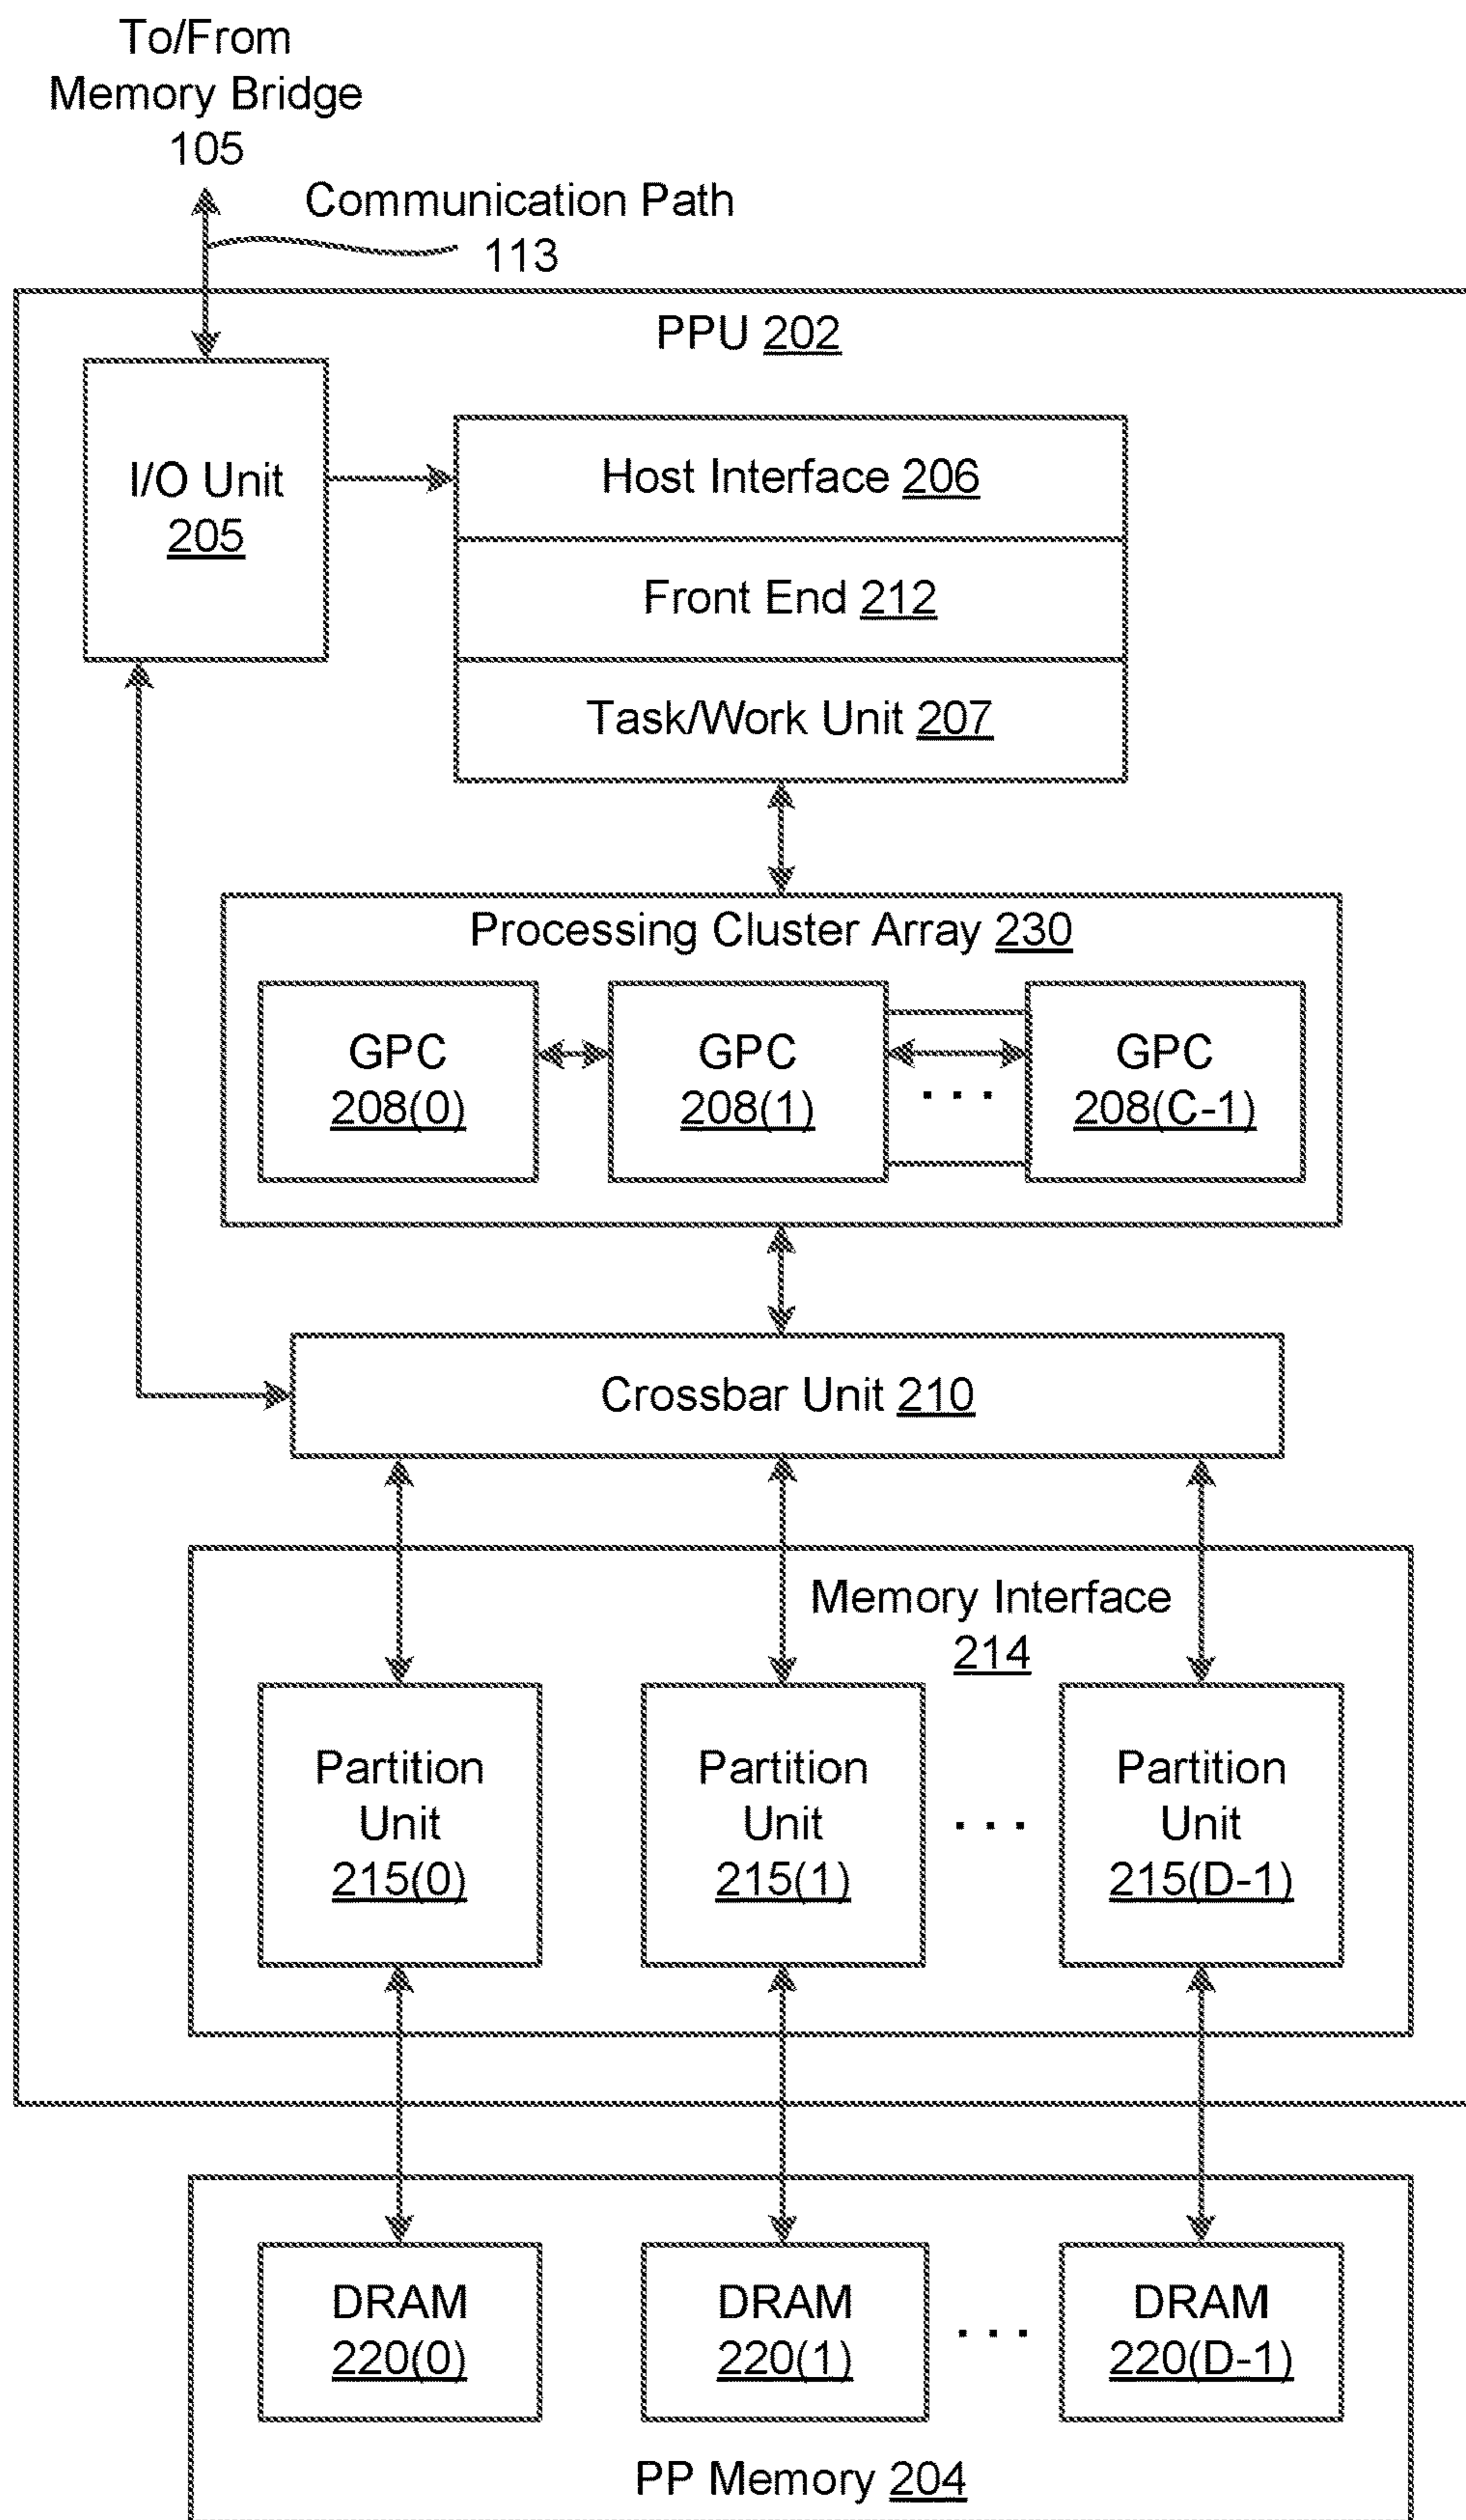 To/From
Memory Bridge
105
Communication Path
113
PPU 202
I/O Unit
205
Host Interface 206
Front End 212
Task/Work Unit 207
Processing Cluster Array 230
GPC
208(0)
GPC
208(1)
. . .
GPC
208(C-1)
Crossbar Unit 210
Memory Interface
214
Partition
Unit
215(0)
Partition
Unit
215(1)
. . .
Partition
Unit
215(D-1)
DRAM
220(0)
DRAM
220(1)
. . .
DRAM
220(D-1)
PP Memory 204